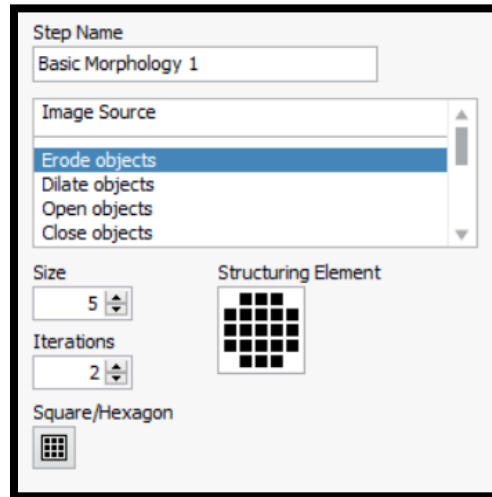 Step Name
Basic Morphology 1
Image Source
Erode objects
Dilate objects
Open objects
Close objects
Size Structuring Element
5
Iterations
2
Square/Hexagon